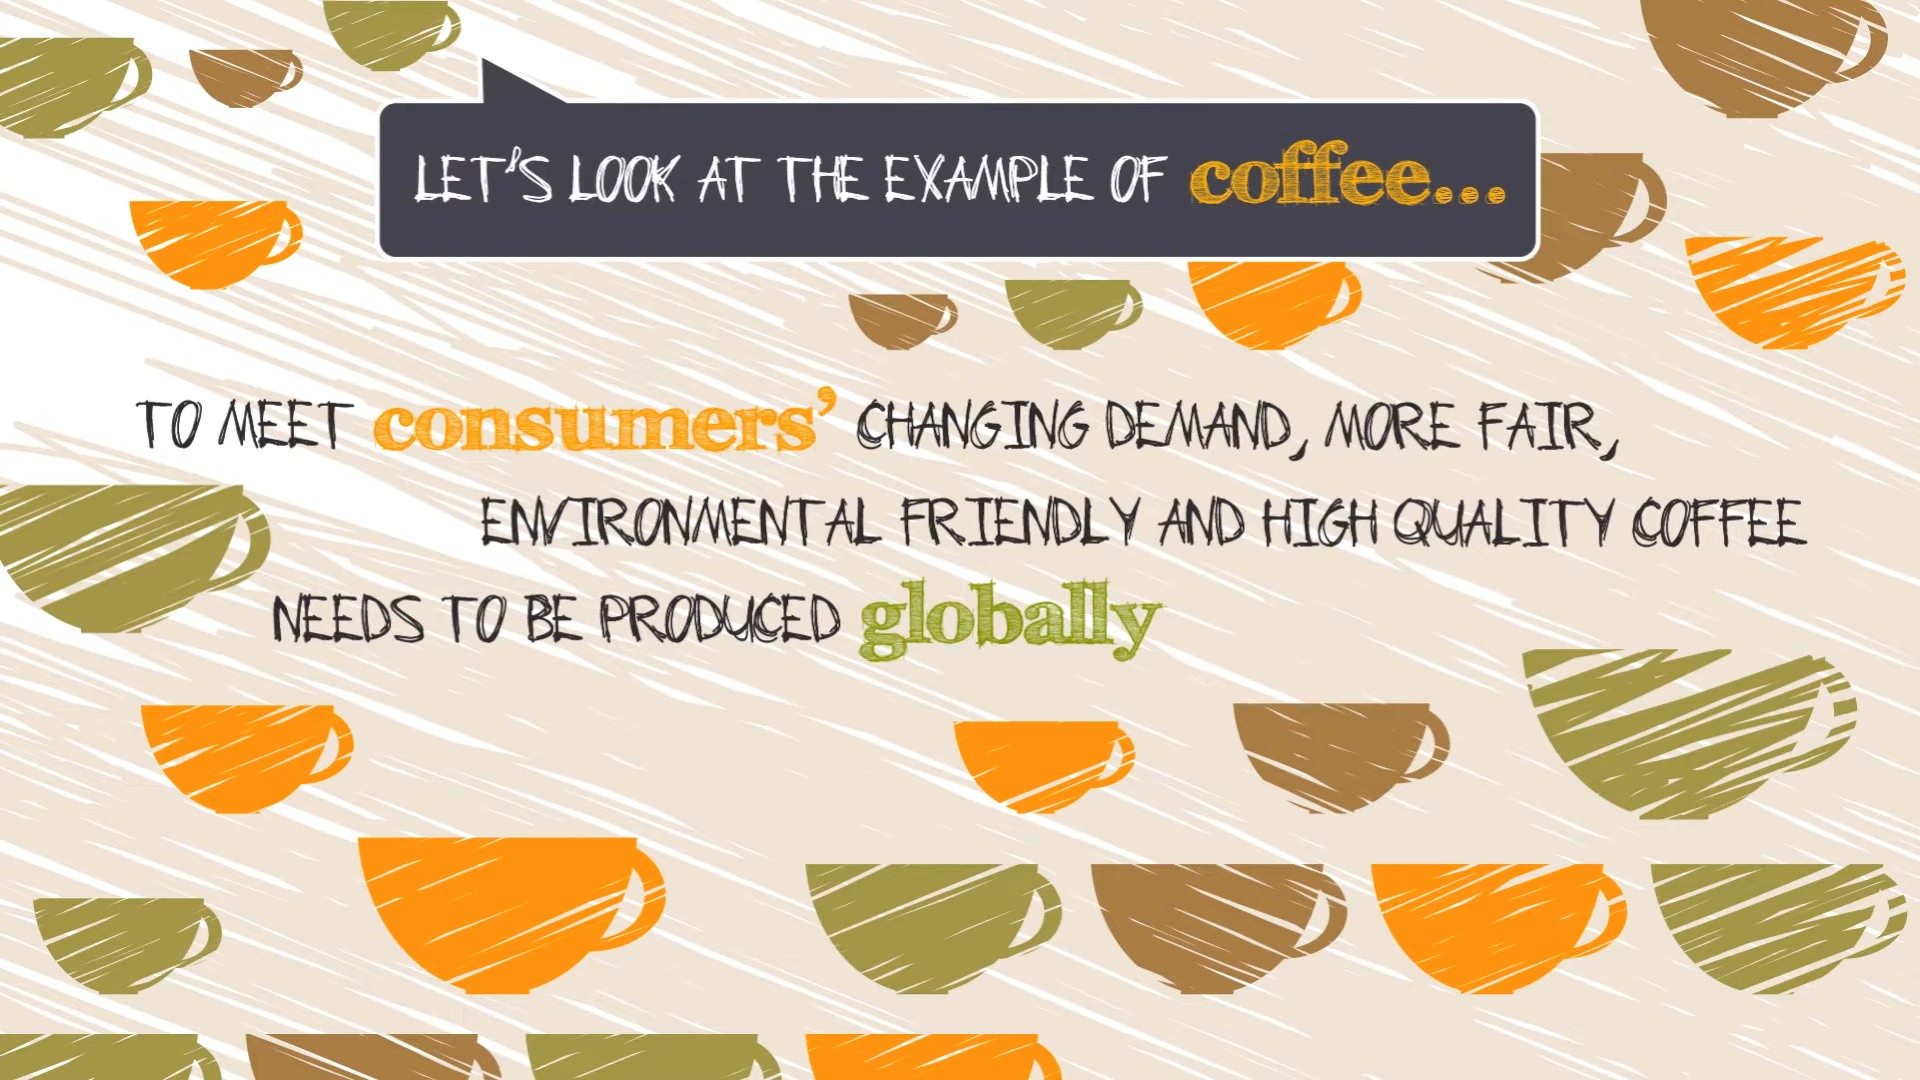 LET'S LOOK AT THE EXAMPLE OF coffee...
TO MEET consumers' CHANGING DEMAND, MORE FAIR,
ENVIRONMENTAL FRIENDLY AND HIGH QUALITY COFFEE
NEEDS TO BE PRODUCED globally